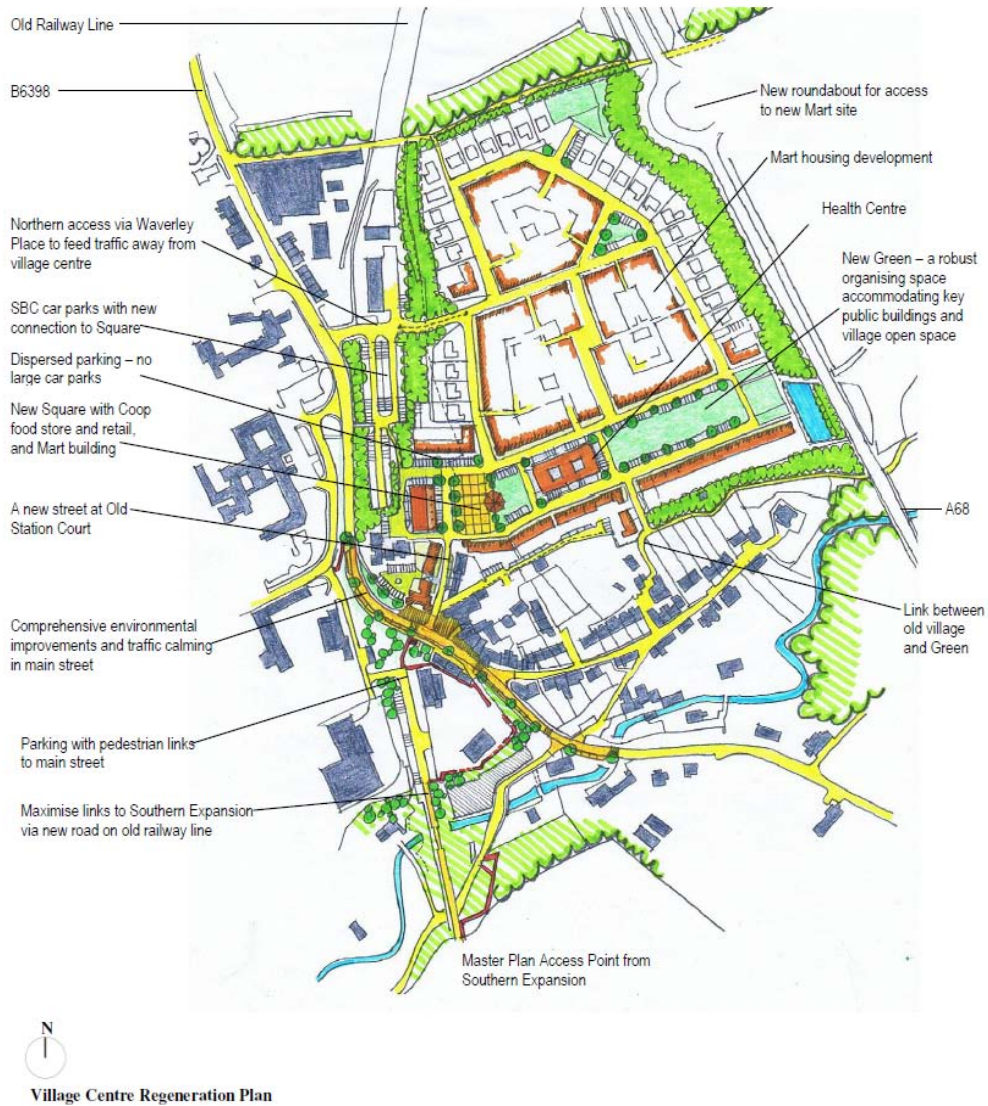 Old Railway Line
B6398
New roundabout for access
to new Mart site
Mart housing development
Health Centre
Northern access via Waverley
Place to feed traffic away from
village centre
New Green – a robust
organising space
accommodating key
public buildings and
village open space
SBC car parks with new
connection to Square
Dispersed parking – no
large car parks
New Square with Coop
food store and retail,
and Mart building
A new street at Old
Station Court
A68
Comprehensive environmental
improvements and traffic calming
in main street
Link between
old village
and Green
Parking with pedestrian links
to main street
Maximise links to Southern Expansion
via new road on old railway line
Master Plan Access Point from
Southern Expansion
N
Village Centre Regeneration Plan